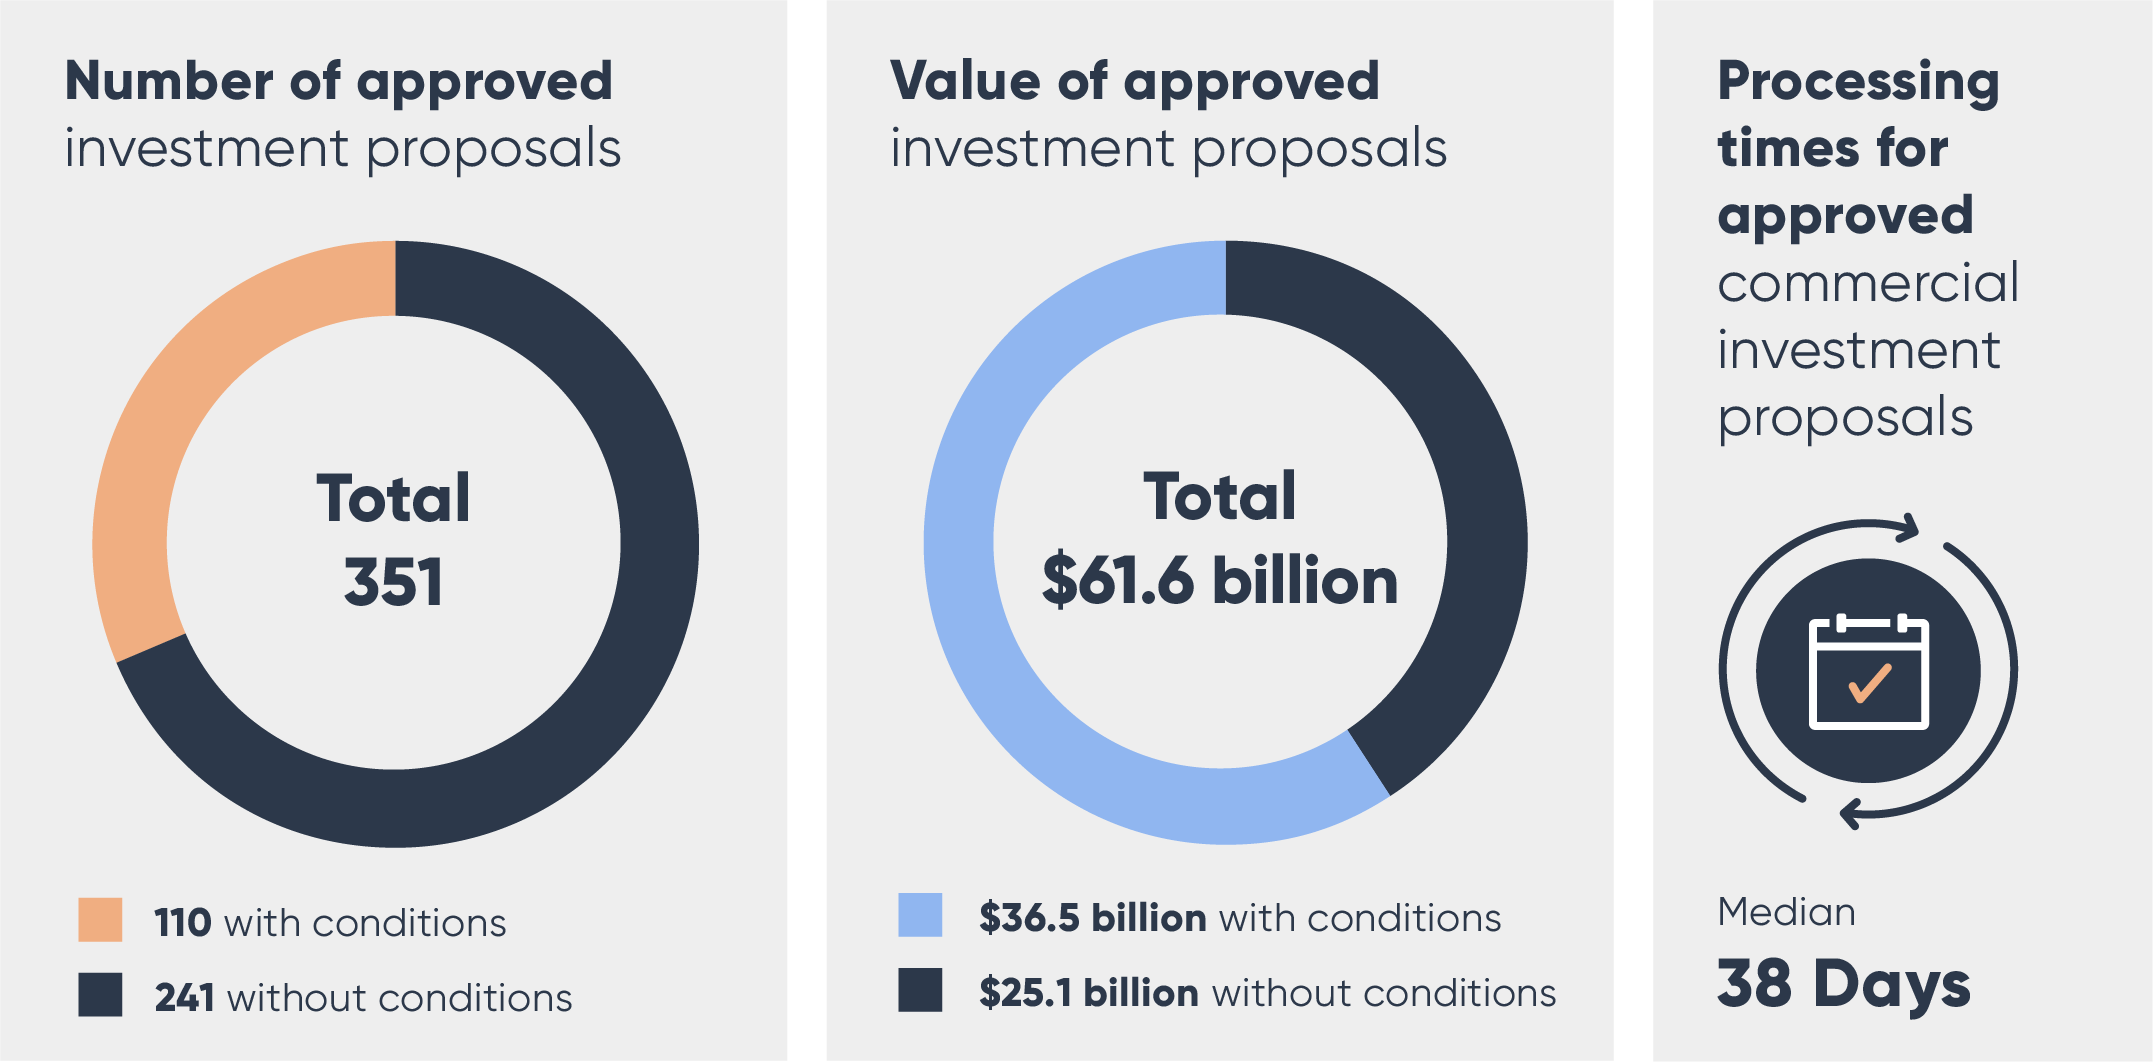 Number of approved
investment proposals
Total
351
110 with conditions
241 without conditions
Value of approved
investment proposals
Total
$61.6 billion
$36.5 billion with conditions
$25.1 billion without conditions
Processing
times for
approved
commercial
investment
proposals
Median
38 Days